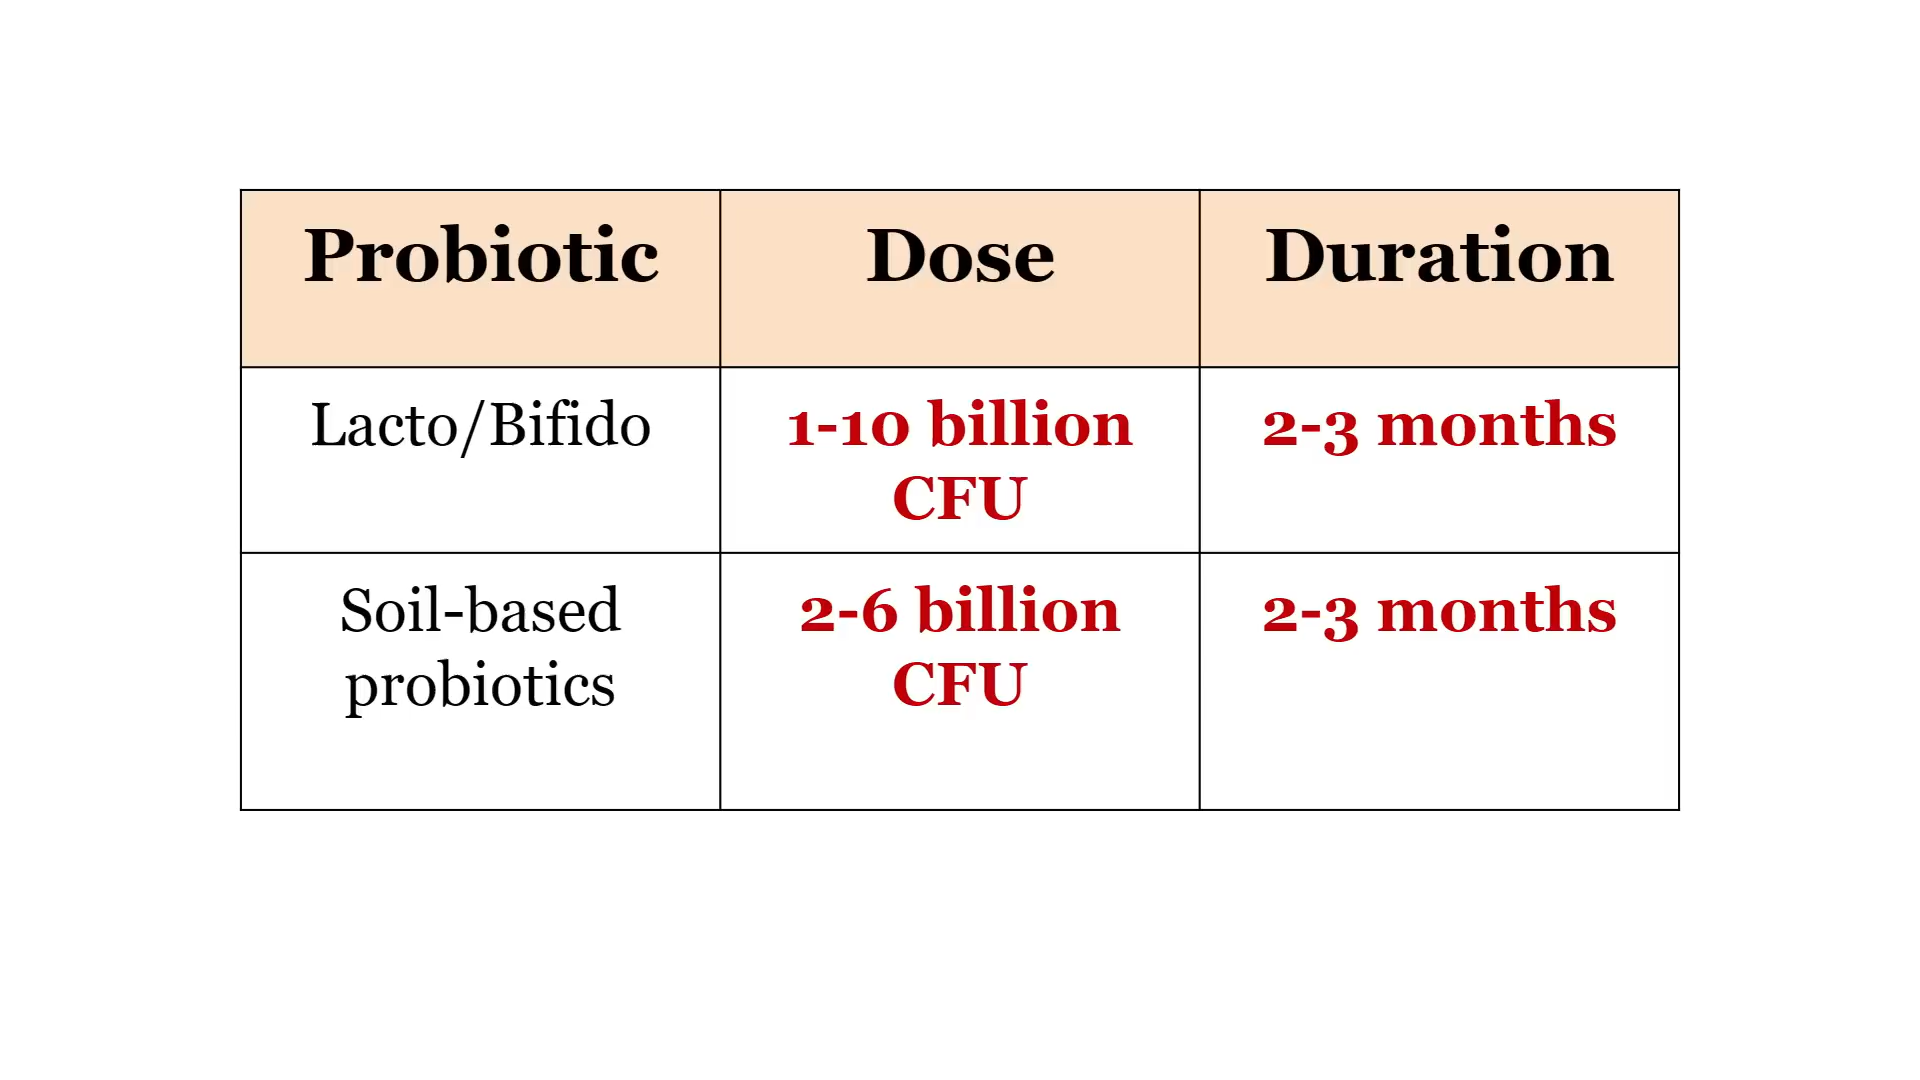 Probiotic Dose Duration
Lacto/Bifido 1-10 billion 2-3 months
CFU
Soil-based 2-6 billion 2-3 months
probiotics CFU